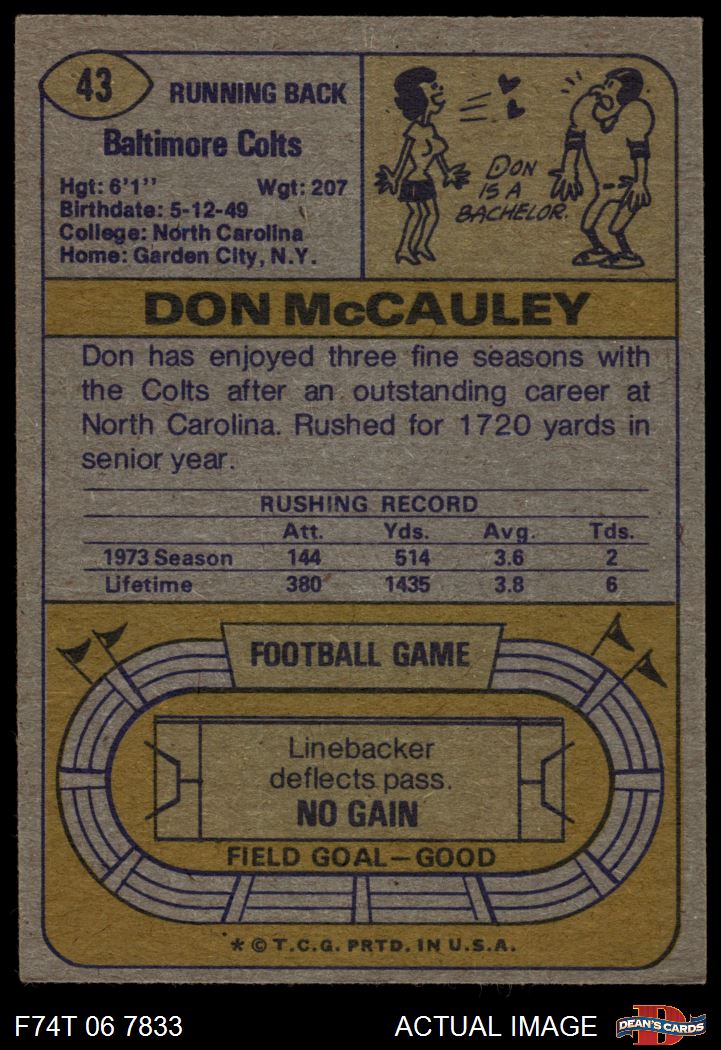 43
RUNNING BACK
Baltimore Colts
Hgt: 6'1'' Wgt: 207
Birthdate: 5-12-49
College: North Carolina
Home: Garden City, N.Y.
DON
IS A
BACHELOR.
DON McCAULEY
Don has enjoyed three fine seasons with
the Colts after an outstanding career at
North Carolina. Rushed for 1720 yards in
senior year.
RUSHING RECORD
Att. Yds. Avg. Tds.
1973 Season 144 514 3.6 2
Lifetime 380 1435 3.8 6
FOOTBALL GAME
Linebacker
deflects pass.
NO GAIN
FIELD GOAL—GOOD
* © T.C.G. PRTD. IN U.S.A.
F74T 06 7833 ACTUAL IMAGE
D
DEAN'S CARDS